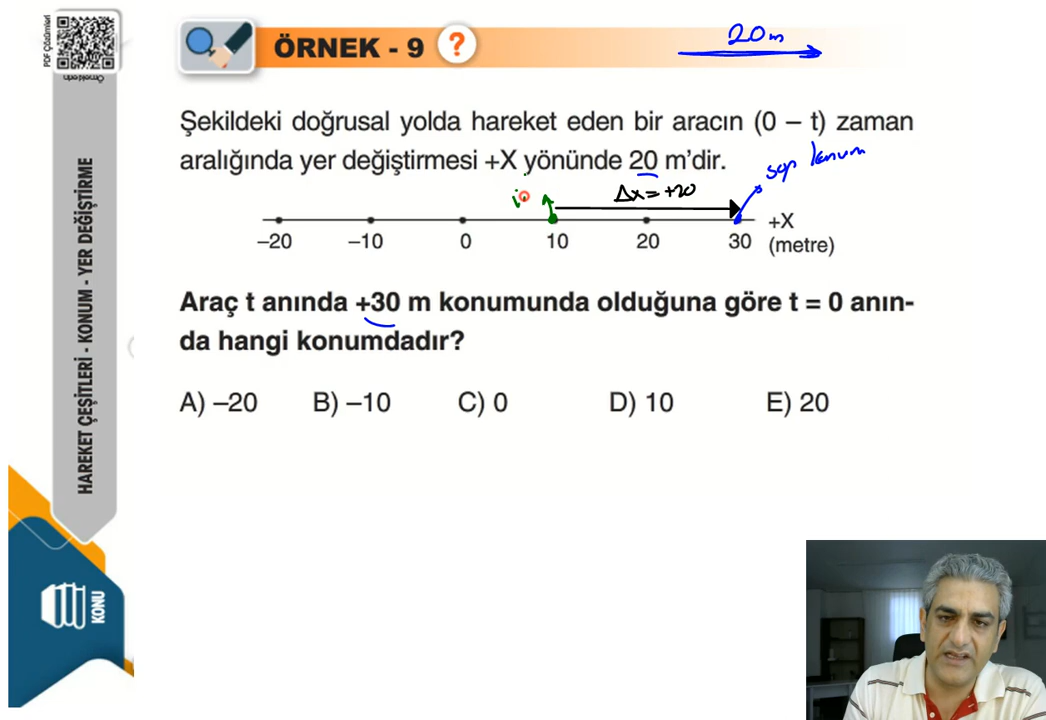 PDF Çözümleri
ÖRNEK - 9 ?
20m
Şekildeki doğrusal yolda hareket eden bir aracın (0 – t) zaman
aralığında yer değiştirmesi +X yönünde 20 m’dir.
son konum
Δx = +20
–20 –10 0 10 20 30 +X
(metre)
Araç t anında +30 m konumunda olduğuna göre t = 0 anın-
da hangi konumdadır?
A) –20 B) –10 C) 0 D) 10 E) 20
HAREKET ÇEŞİTLERİ - KONUM - YER DEĞİŞTİRME
KONU